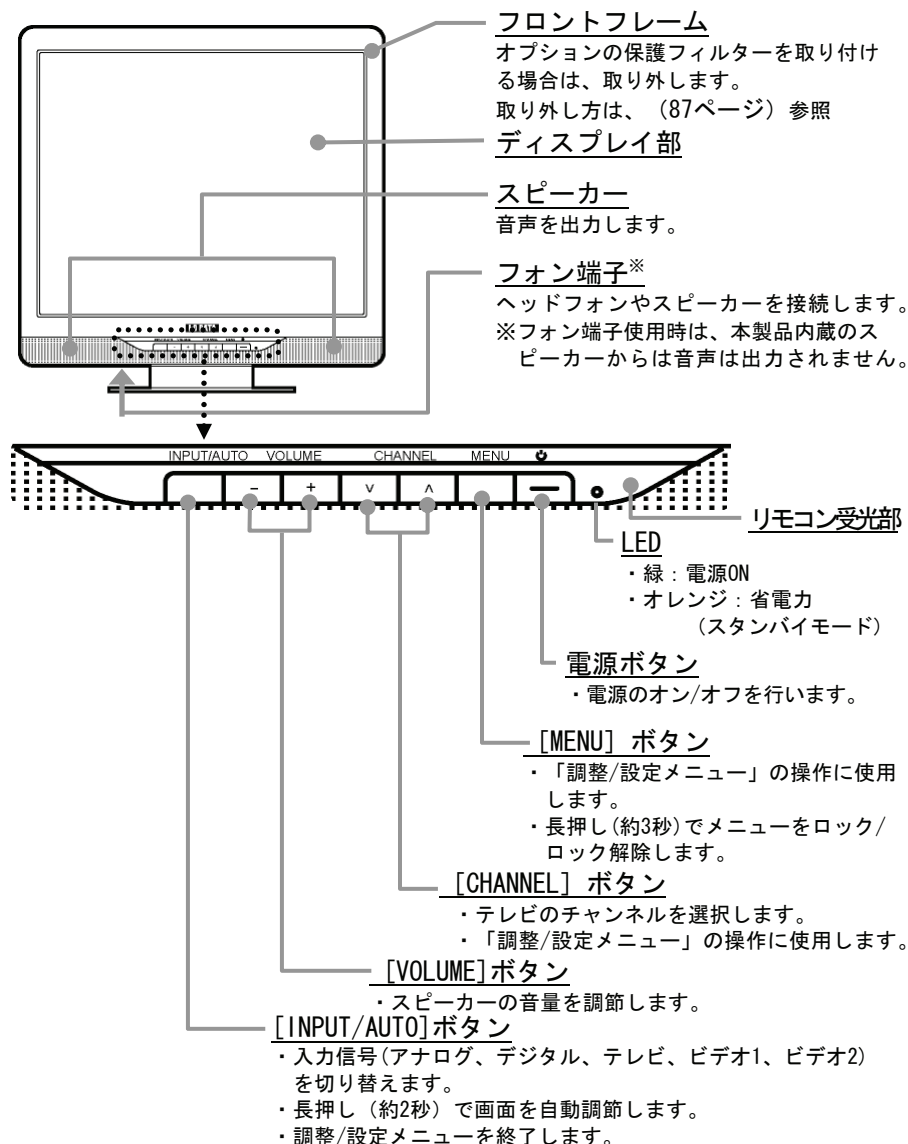 フロントフレーム
オプションの保護フィルターを取り付け
る場合は、取り外します。
取り外し方は、（87ページ）参照
ディスプレイ部
スピーカー
音声を出力します。
フォン端子※
ヘッドフォンやスピーカーを接続します。
※フォン端子使用時は、本製品内蔵のス
ピーカーからは音声は出力されません。
INPUT/AUTO VOLUME CHANNEL MENU
− + ∨ ∧
リモコン受光部
LED
・緑：電源ON
・オレンジ：省電力
（スタンバイモード）
電源ボタン
・電源のオン/オフを行います。
[MENU] ボタン
・「調整/設定メニュー」の操作に使用
します。
・長押し(約3秒)でメニューをロック/
ロック解除します。
[CHANNEL] ボタン
・テレビのチャンネルを選択します。
・「調整/設定メニュー」の操作に使用します。
[VOLUME]ボタン
・スピーカーの音量を調節します。
[INPUT/AUTO]ボタン
・入力信号(アナログ、デジタル、テレビ、ビデオ1、ビデオ2)
を切り替えます。
・長押し（約2秒）で画面を自動調節します。
・調整/設定メニューを終了します。